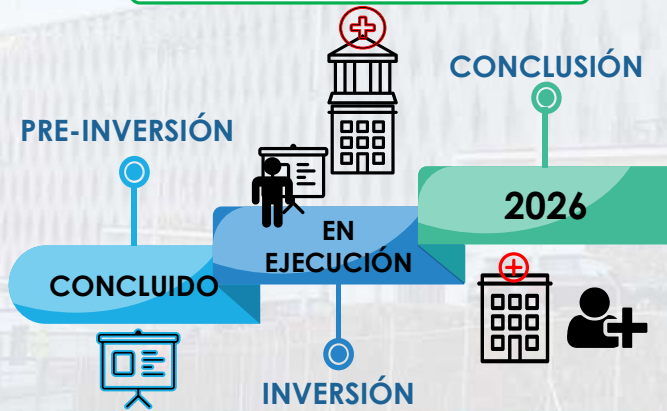 PRE-INVERSIÓN
CONCLUIDO
EN
EJECUCIÓN
INVERSIÓN
CONCLUSIÓN
2026